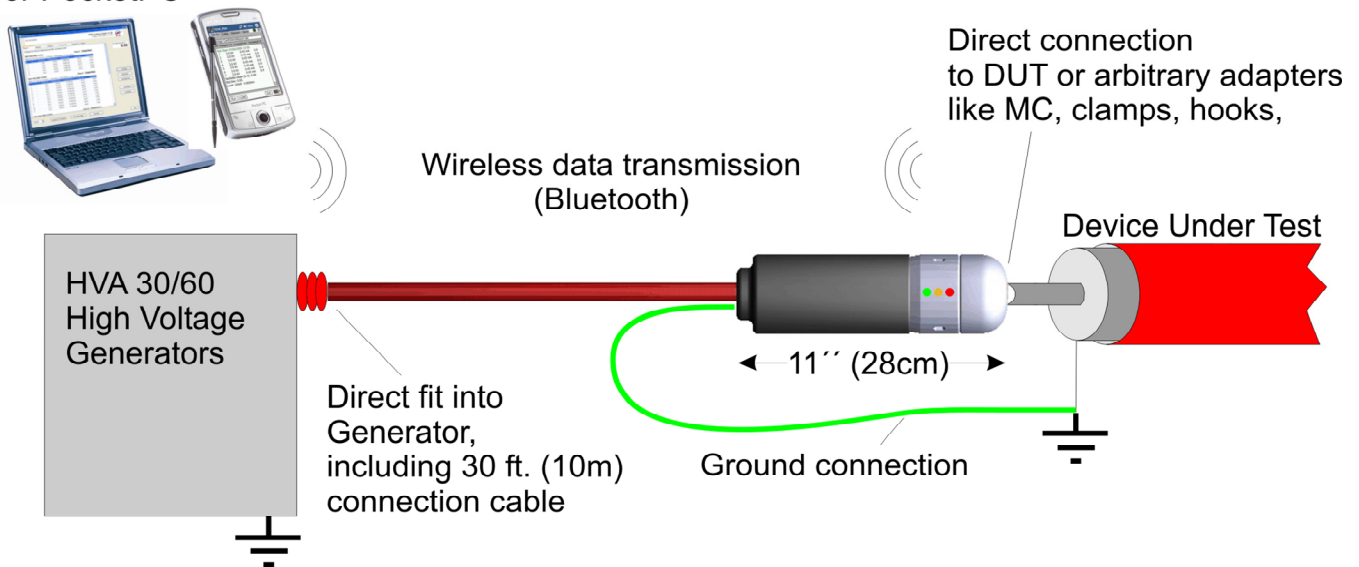 Direct connection
to DUT or arbitrary adapters
like MC, clamps, hooks,
Wireless data transmission
(Bluetooth)
Device Under Test
HVA 30/60
High Voltage
Generators
11´´ (28cm)
Direct fit into
Generator,
including 30 ft. (10m)
connection cable
Ground connection